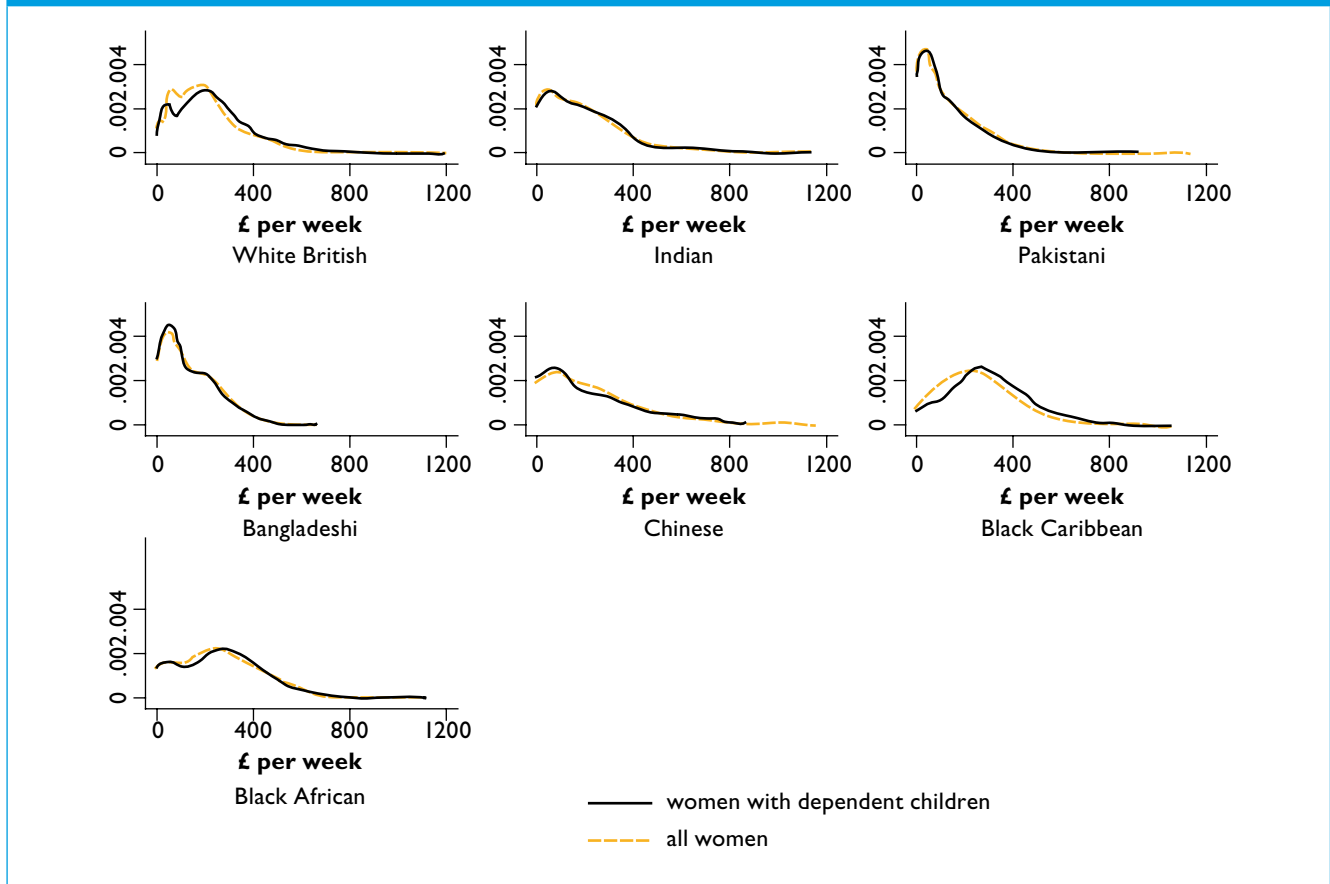 .004
.002
0
0 400 800 1200
£ per week
White British
.004
.002
0
0 400 800 1200
£ per week
Indian
.004
.002
0
0 400 800 1200
£ per week
Pakistani
.004
.002
0
0 400 800 1200
£ per week
Bangladeshi
.004
.002
0
0 400 800 1200
£ per week
Chinese
.004
.002
0
0 400 800 1200
£ per week
Black Caribbean
.004
.002
0
0 400 800 1200
£ per week
Black African
women with dependent children
all women